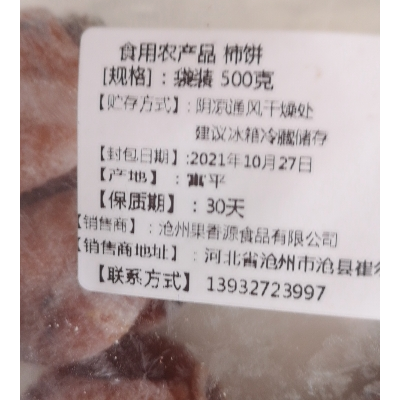 食用农产品 柿饼
[规格]：袋装 500克
【贮存方式】：阴凉通风干燥处
建议冰箱冷藏储存
【封包日期】:2021年10月27日
【产地】：富平
【保质期】：30天
【销售商】：沧州果香源食品有限公司
【销售商地址】：河北省沧州市沧县崔尔
【联系方式】 13932723997